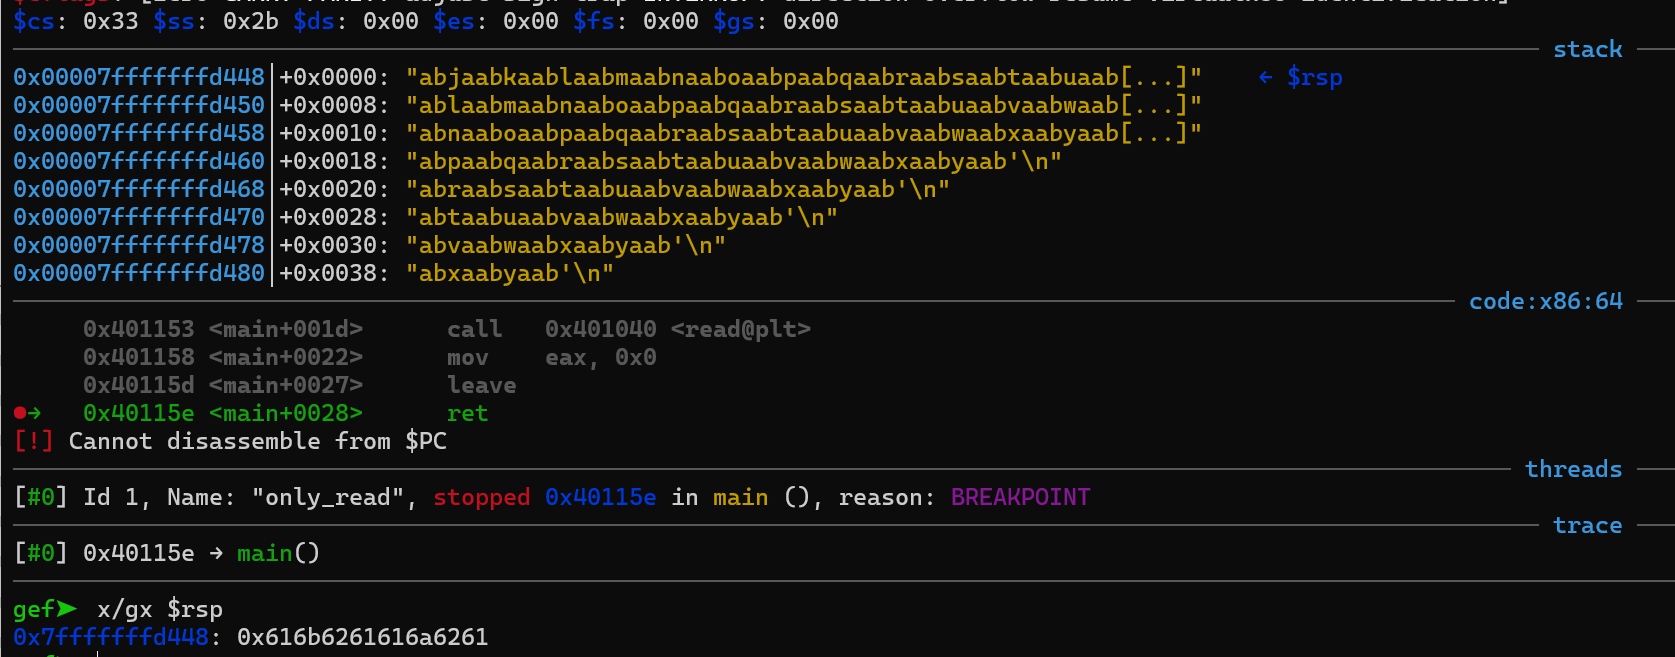 $cs: 0x33 $ss: 0x2b $ds: 0x00 $es: 0x00 $fs: 0x00 $gs: 0x00
stack
0x00007fffffffd448│+0x0000: "abjaabkaablaabmaabnaaboaabpaabqaabraabsaabtaabuaab[...]"    ← $rsp
0x00007fffffffd450│+0x0008: "ablaabmaabnaaboaabpaabqaabraabsaabtaabuaabvaabwaab[...]"
0x00007fffffffd458│+0x0010: "abnaaboaabpaabqaabraabsaabtaabuaabvaabwaabxaabyaab[...]"
0x00007fffffffd460│+0x0018: "abpaabqaabraabsaabtaabuaabvaabwaabxaabyaab'\n"
0x00007fffffffd468│+0x0020: "abraabsaabtaabuaabvaabwaabxaabyaab'\n"
0x00007fffffffd470│+0x0028: "abtaabuaabvaabwaabxaabyaab'\n"
0x00007fffffffd478│+0x0030: "abvaabwaabxaabyaab'\n"
0x00007fffffffd480│+0x0038: "abxaabyaab'\n"
code:x86:64
0x401153 <main+001d>      call   0x401040 <read@plt>
0x401158 <main+0022>      mov    eax, 0x0
0x40115d <main+0027>      leave
●→   0x40115e <main+0028>      ret
[!] Cannot disassemble from $PC
threads
[#0] Id 1, Name: "only_read", stopped 0x40115e in main (), reason: BREAKPOINT
trace
[#0] 0x40115e → main()
gef➤  x/gx $rsp
0x7fffffffd448: 0x616b6261616a6261